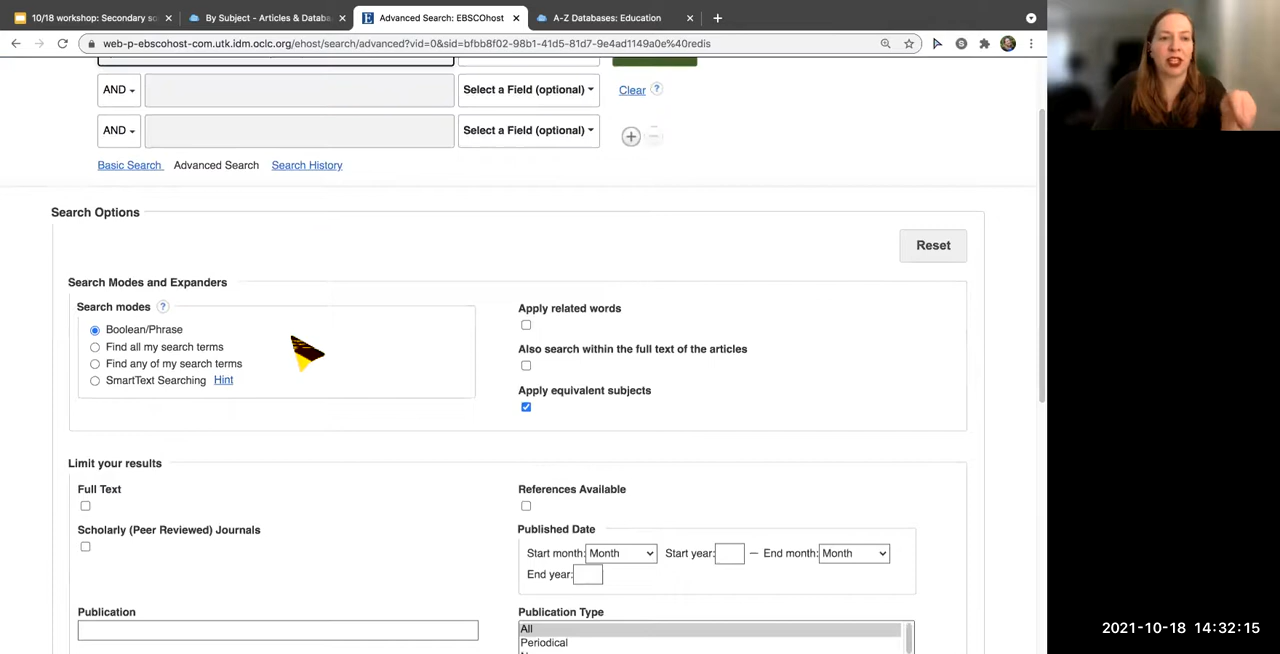 10/18 workshop: Secondary so
By Subject - Articles & Databa
Advanced Search: EBSCOhost
A-Z Databases: Education
web-p-ebscohost-com.utk.idm.oclc.org/ehost/search/advanced?vid=0&sid=bfbb8f02-98b1-41d5-81d7-9e4ad1149a0e%40redis
AND
Select a Field (optional)
Clear
AND
Select a Field (optional)
Basic Search
Advanced Search
Search History
Search Options
Reset
Search Modes and Expanders
Search modes
Boolean/Phrase
Find all my search terms
Find any of my search terms
SmartText Searching Hint
Apply related words
Also search within the full text of the articles
Apply equivalent subjects
Limit your results
Full Text
References Available
Scholarly (Peer Reviewed) Journals
Published Date
Start month: Month Start year: — End month: Month
End year:
Publication
Publication Type
All
Periodical
2021-10-18 14:32:15